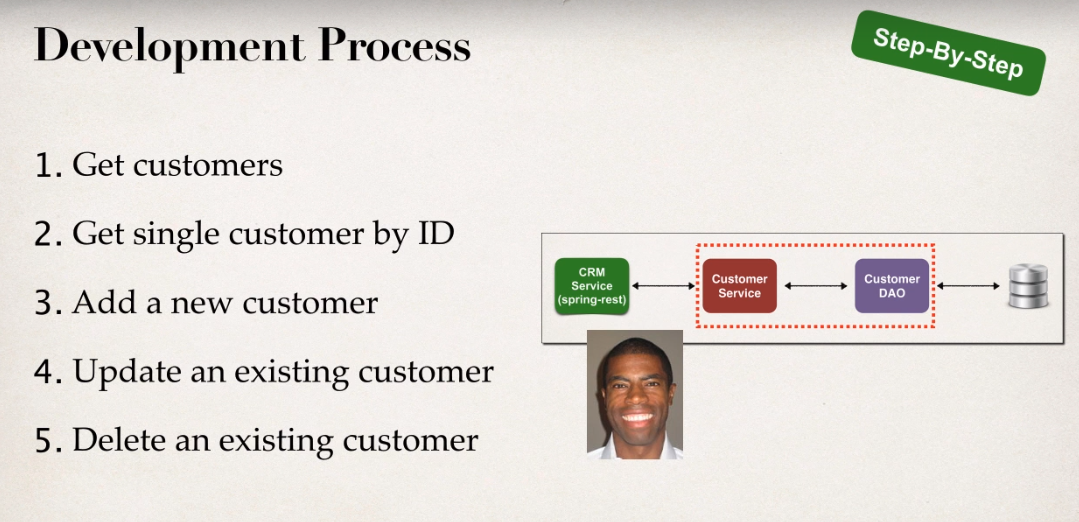 Development Process
Step-By-Step
1. Get customers
2. Get single customer by ID
3. Add a new customer
4. Update an existing customer
5. Delete an existing customer
CRM
Service
(spring-rest)
Customer
Service
Customer
DAO